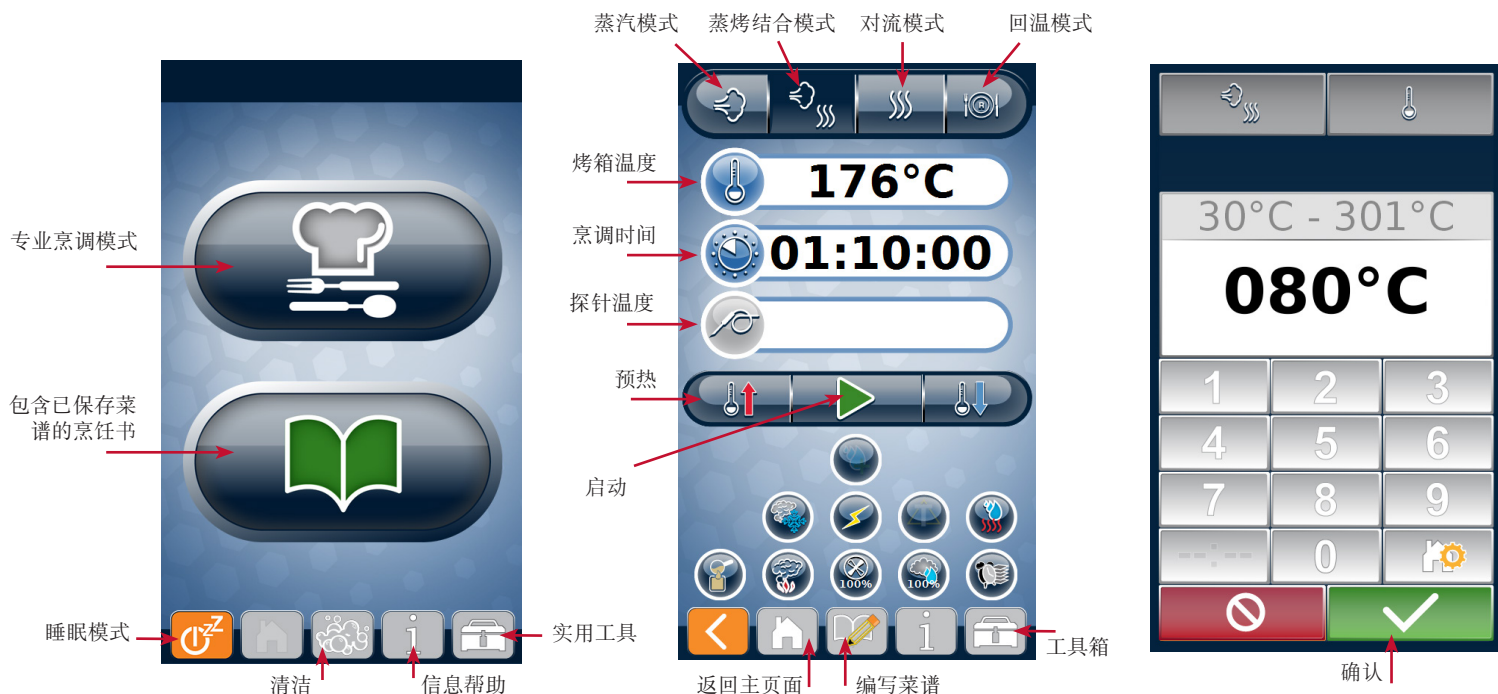 专业烹调模式
包含已保存菜
谱的烹饪书
睡眠模式
清洁
信息帮助
实用工具
zZ
i
蒸汽模式
蒸烤结合模式
对流模式
回温模式
R
烤箱温度
176°C
烹调时间
01:10:00
探针温度
预热
启动
100%
100%
i
返回主页面
编写菜谱
工具箱
30°C - 301°C
080°C
1 2 3
4 5 6
7 8 9
--:-- 0
确认